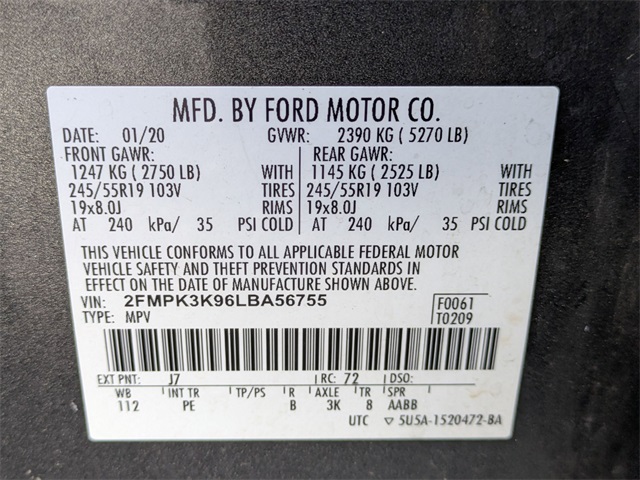 MFD. BY FORD MOTOR CO.
DATE: 01/20 GVWR: 2390 KG ( 5270 LB)
FRONT GAWR: REAR GAWR:
1247 KG ( 2750 LB) WITH 1145 KG ( 2525 LB) WITH
245/55R19 103V TIRES 245/55R19 103V TIRES
19x8.0J RIMS 19x8.0J RIMS
AT 240 kPa/ 35 PSI COLD AT 240 kPa/ 35 PSI COLD
THIS VEHICLE CONFORMS TO ALL APPLICABLE FEDERAL MOTOR
VEHICLE SAFETY AND THEFT PREVENTION STANDARDS IN
EFFECT ON THE DATE OF MANUFACTURE SHOWN ABOVE.
VIN: 2FMPK3K96LBA56755 F0061
TYPE: MPV T0209
EXT PNT: J7 RC: 72 DSO:
WB INT TR TP/PS R AXLE TR SPR
112 PE B 3K 8 AABB
UTC ▽ 5U5A-1520472-BA